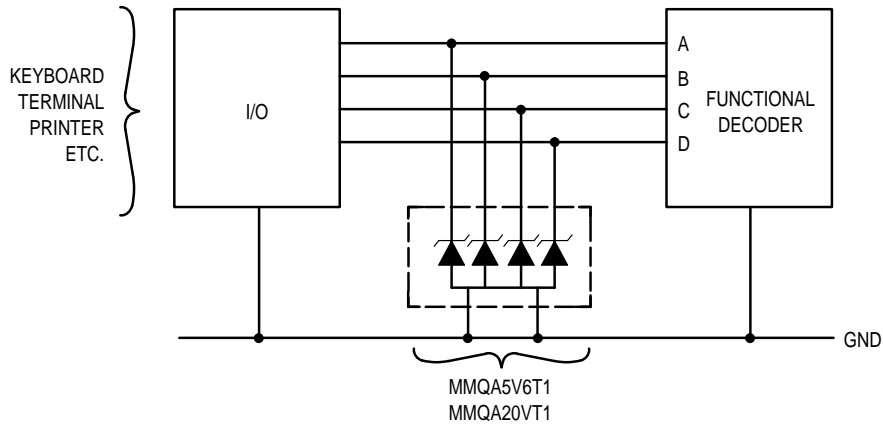 KEYBOARD
TERMINAL
PRINTER
ETC.
I/O
A
B
C
D
FUNCTIONAL
DECODER
GND
MMQA5V6T1
MMQA20VT1